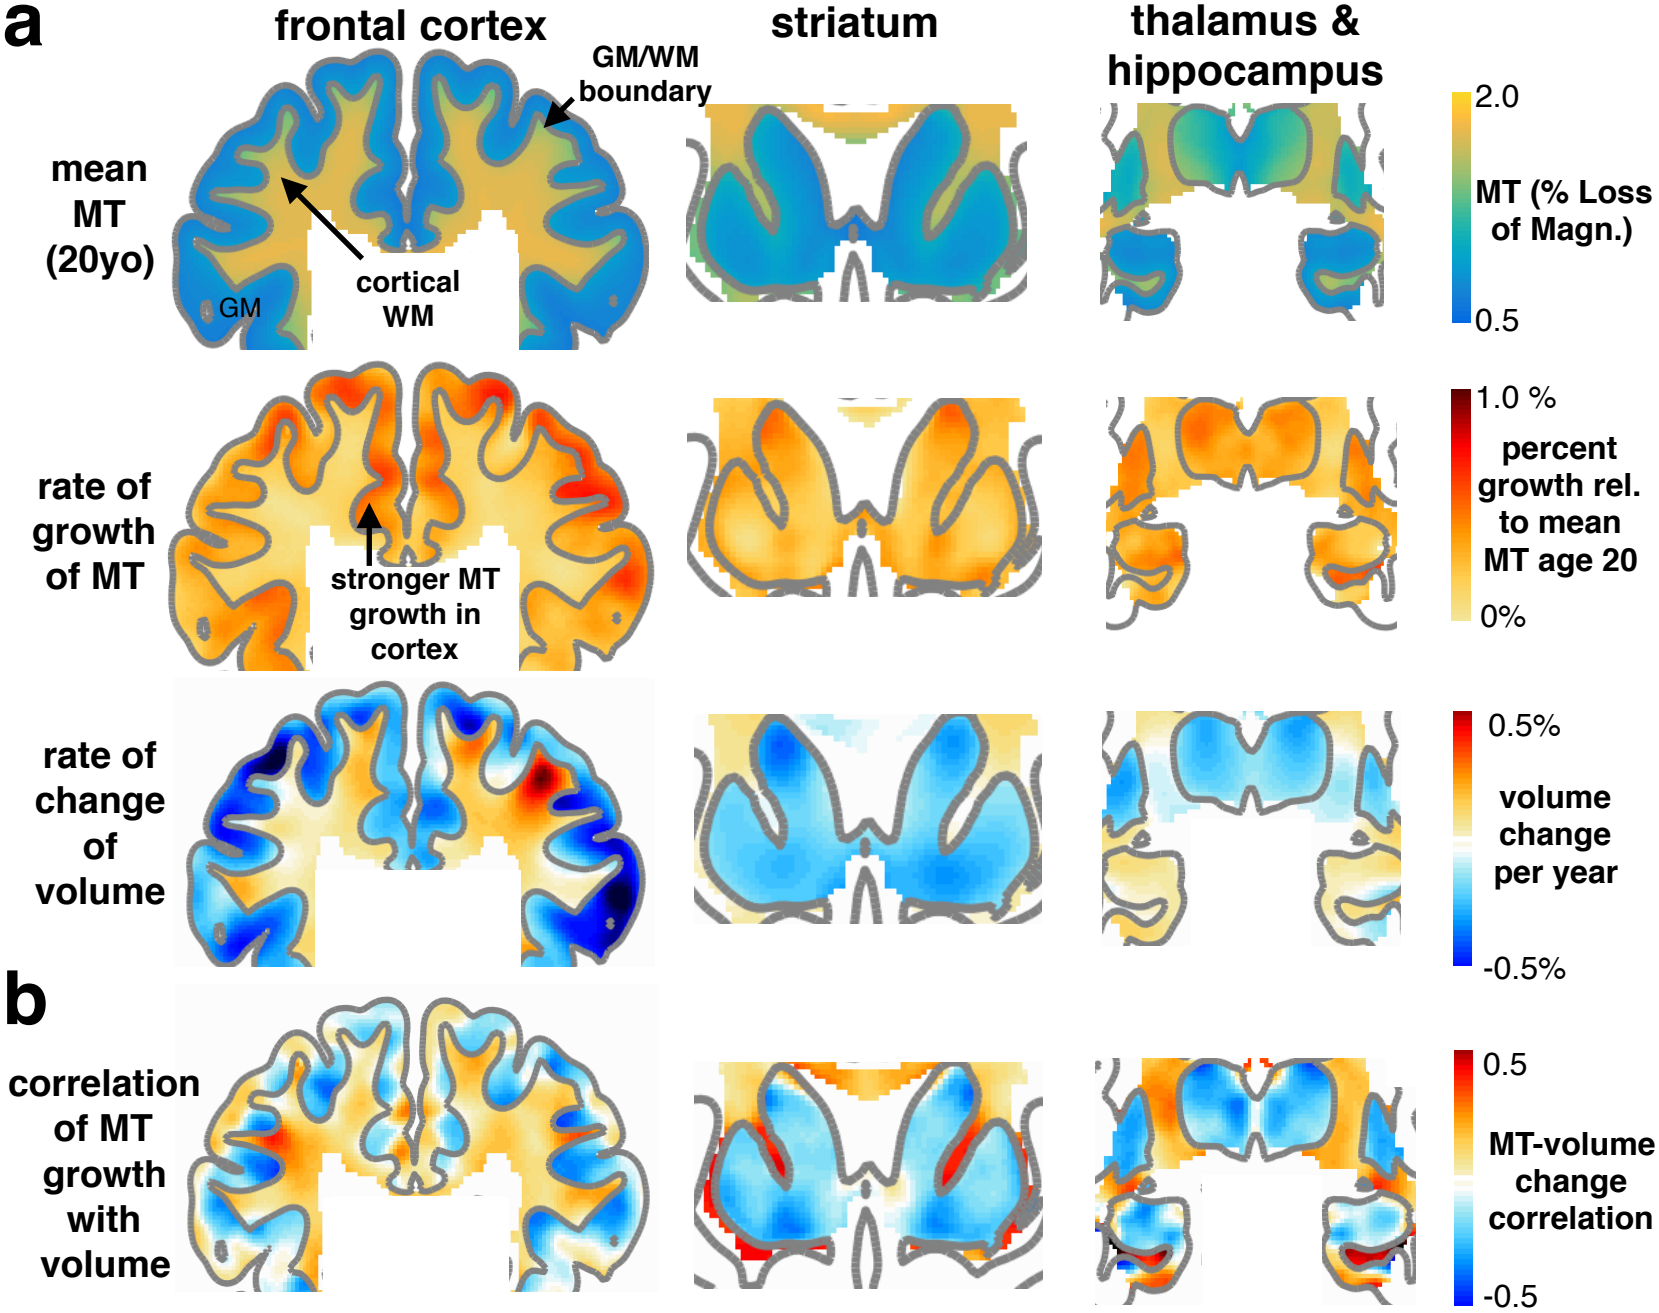 a
frontal cortex
striatum
thalamus &
hippocampus
GM/WM
boundary
mean
MT
(20yo)
GM
cortical
WM
2.0
MT (% Loss
of Magn.)
0.5
rate of
growth
of MT
stronger MT
growth in
cortex
1.0 %
percent
growth rel.
to mean
MT age 20
0%
rate of
change
of
volume
0.5%
volume
change
per year
-0.5%
b
correlation
of MT
growth
with
volume
0.5
MT-volume
change
correlation
-0.5